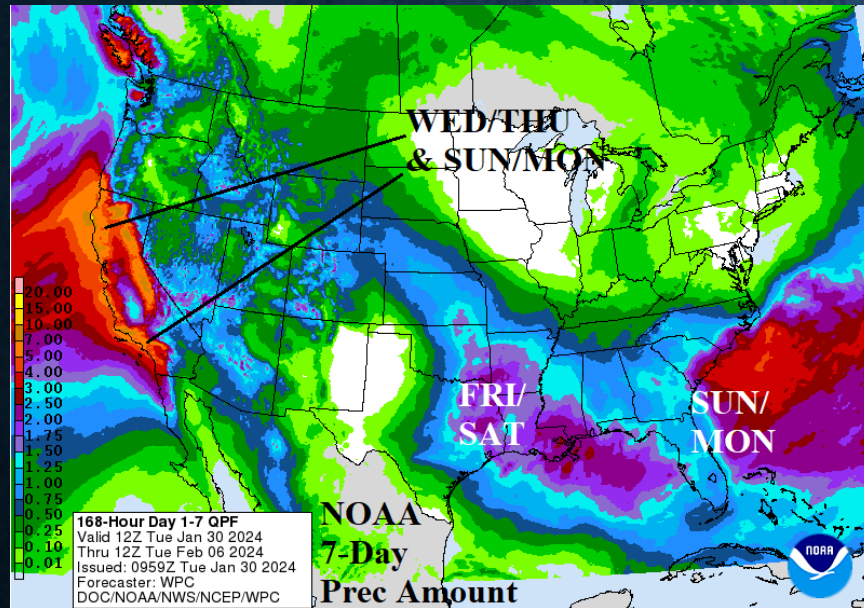 WED/THU
& SUN/MON
20.00
15.00
10.00
7.00
5.00
4.00
3.00
2.50
2.00
1.75
1.50
1.25
1.00
0.75
0.50
0.25
0.10
0.01
FRI/
SAT
SUN/
MON
168-Hour Day 1-7 QPF
Valid 12Z Tue Jan 30 2024
Thru 12Z Tue Feb 06 2024
Issued: 0959Z Tue Jan 30 2024
Forecaster: WPC
DOC/NOAA/NWS/NCEP/WPC
NOAA
7-Day
Prec Amount
NOAA